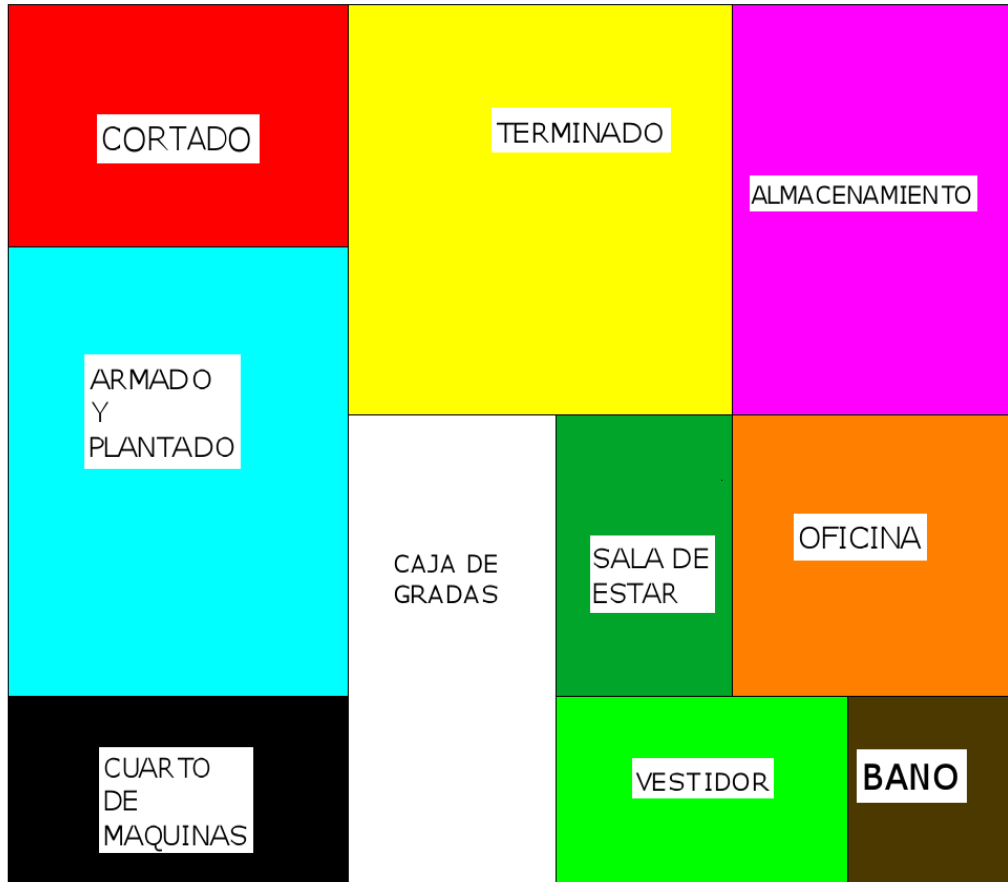 CORTADO
TERMINADO
ALMACENAMIENTO
ARMADO
Y
PLANTADO
CAJA DE
GRADAS
SALA DE
ESTAR
OFICINA
CUARTO
DE
MAQUINAS
VESTIDOR
BANO